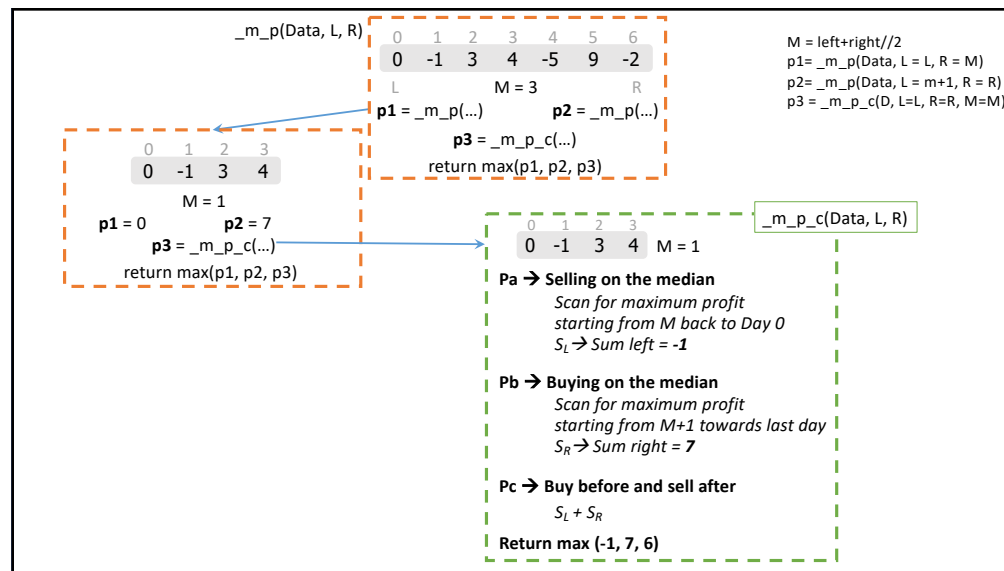 _m_p(Data, L, R)
0 1 2 3 4 5 6
0 -1 3 4 -5 9 -2
L M = 3 R
p1 = _m_p(…) p2 = _m_p(…)
p3 = _m_p_c(…)
return max(p1, p2, p3)
M = left+right//2
p1= _m_p(Data, L = L, R = M)
p2= _m_p(Data, L = m+1, R = R)
p3 = _m_p_c(D, L=L, R=R, M=M)
0 1 2 3
0 -1 3 4
M = 1
p1 = 0 p2 = 7
p3 = _m_p_c(…)
return max(p1, p2, p3)
_m_p_c(Data, L, R)
0 1 2 3
0 -1 3 4 M = 1
Pa → Selling on the median
Scan for maximum profit
starting from M back to Day 0
S_L → Sum left = -1
Pb → Buying on the median
Scan for maximum profit
starting from M+1 towards last day
S_R → Sum right = 7
Pc → Buy before and sell after
S_L + S_R
Return max (-1, 7, 6)